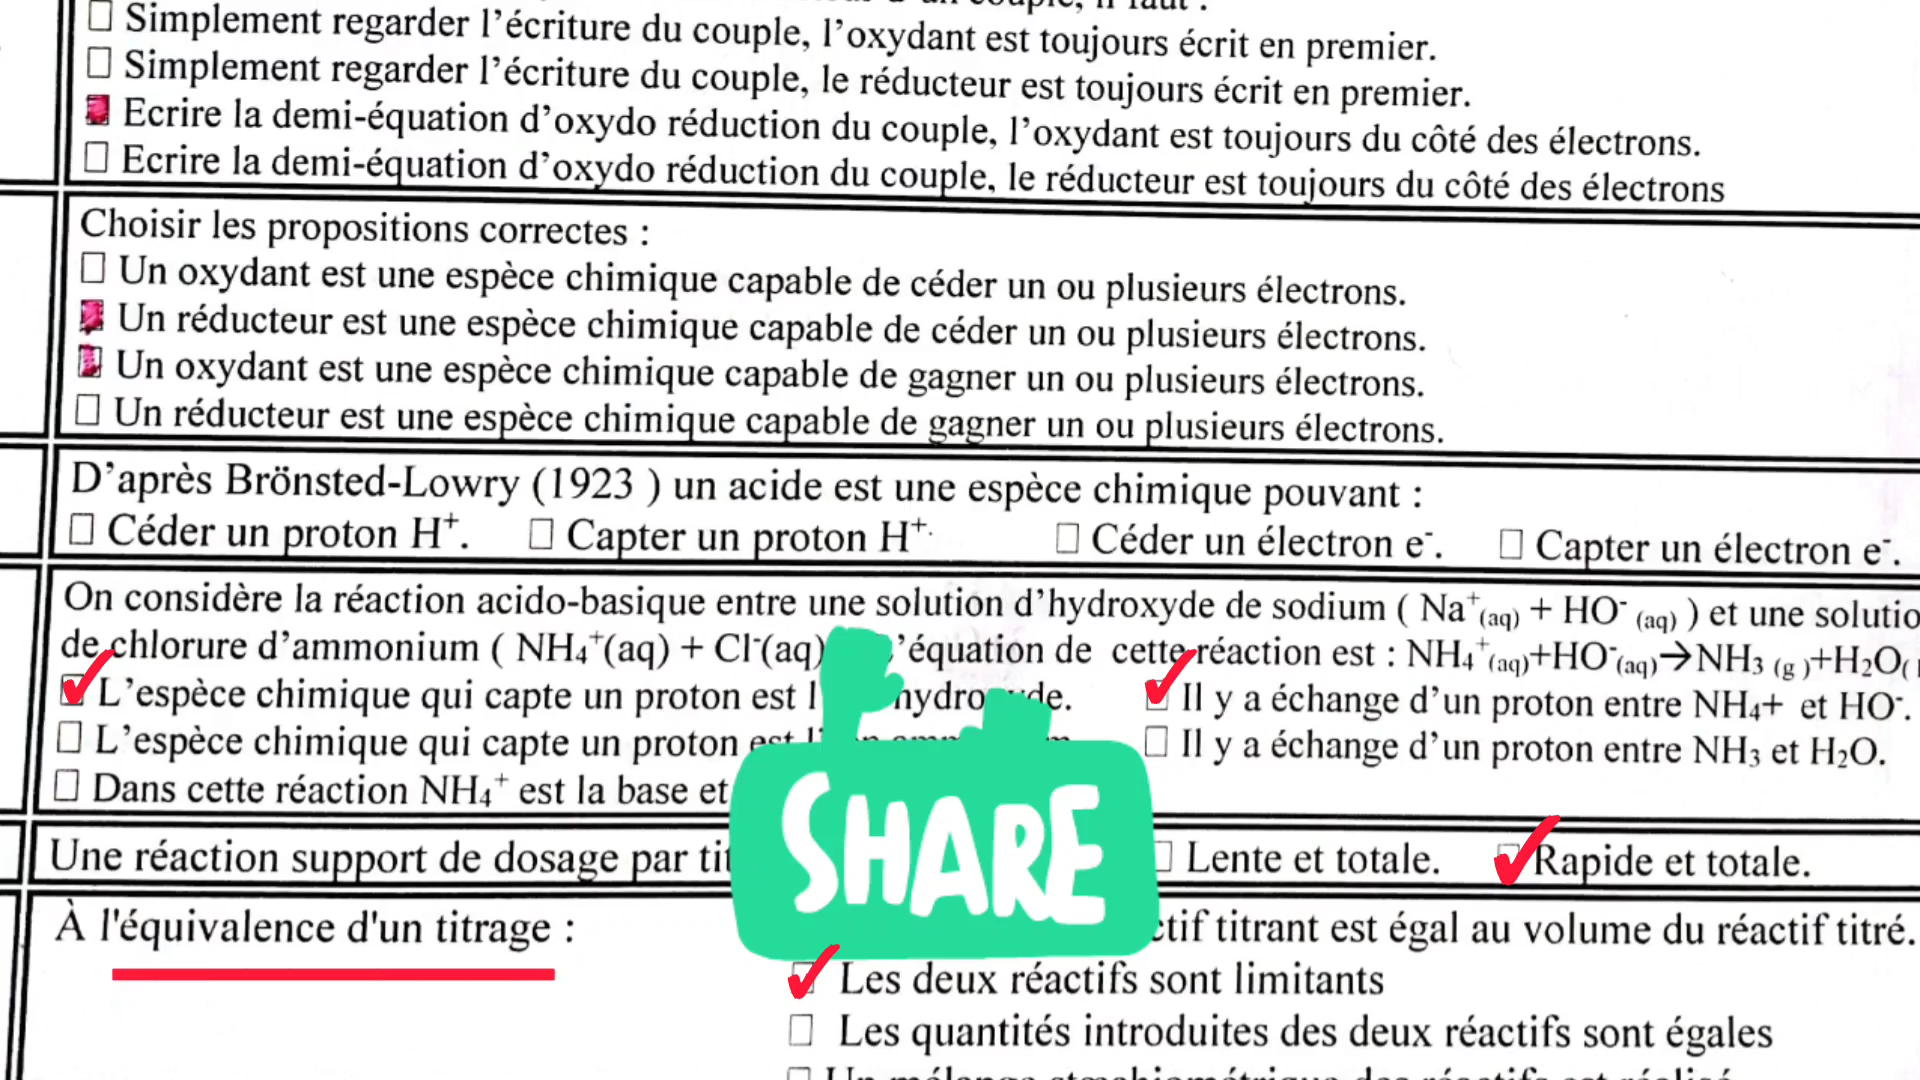 ☐ Simplement regarder l’écriture du couple, l’oxydant est toujours écrit en premier.
☐ Simplement regarder l’écriture du couple, le réducteur est toujours écrit en premier.
Ecrire la demi-équation d’oxydo réduction du couple, l’oxydant est toujours du côté des électrons.
☐ Ecrire la demi-équation d’oxydo réduction du couple, le réducteur est toujours du côté des électrons
Choisir les propositions correctes :
☐ Un oxydant est une espèce chimique capable de céder un ou plusieurs électrons.
Un réducteur est une espèce chimique capable de céder un ou plusieurs électrons.
Un oxydant est une espèce chimique capable de gagner un ou plusieurs électrons.
☐ Un réducteur est une espèce chimique capable de gagner un ou plusieurs électrons.
D’après Brönsted-Lowry (1923 ) un acide est une espèce chimique pouvant :
☐ Céder un proton H⁺. ☐ Capter un proton H⁺. ☐ Céder un électron e⁻. ☐ Capter un électron e⁻.
On considère la réaction acido-basique entre une solution d’hydroxyde de sodium ( Na⁺(aq) + HO⁻ (aq) ) et une solutio
de chlorure d’ammonium ( NH₄⁺(aq) + Cl⁻(aq) ’équation de cette réaction est : NH₄⁺(aq)+HO⁻(aq)→NH₃ (g )+H₂O(
L’espèce chimique qui capte un proton est l hydro de. Il y a échange d’un proton entre NH₄+ et HO⁻.
☐ L’espèce chimique qui capte un proton est ☐ Il y a échange d’un proton entre NH₃ et H₂O.
☐ Dans cette réaction NH₄⁺ est la base et
SHARE
Une réaction support de dosage par tit ☐ Lente et totale. Rapide et totale.
À l'équivalence d'un titrage : ctif titrant est égal au volume du réactif titré.
Les deux réactifs sont limitants
☐ Les quantités introduites des deux réactifs sont égales